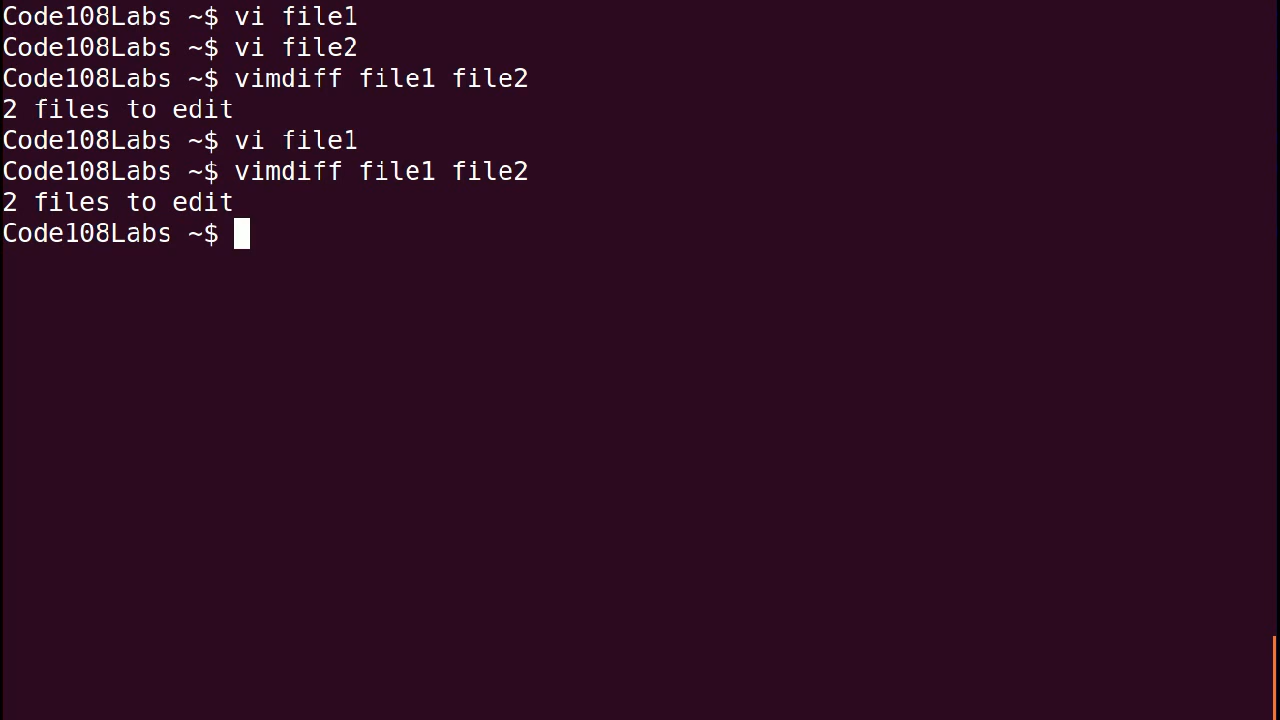 Code108Labs ~$ vi file1
Code108Labs ~$ vi file2
Code108Labs ~$ vimdiff file1 file2
2 files to edit
Code108Labs ~$ vi file1
Code108Labs ~$ vimdiff file1 file2
2 files to edit
Code108Labs ~$